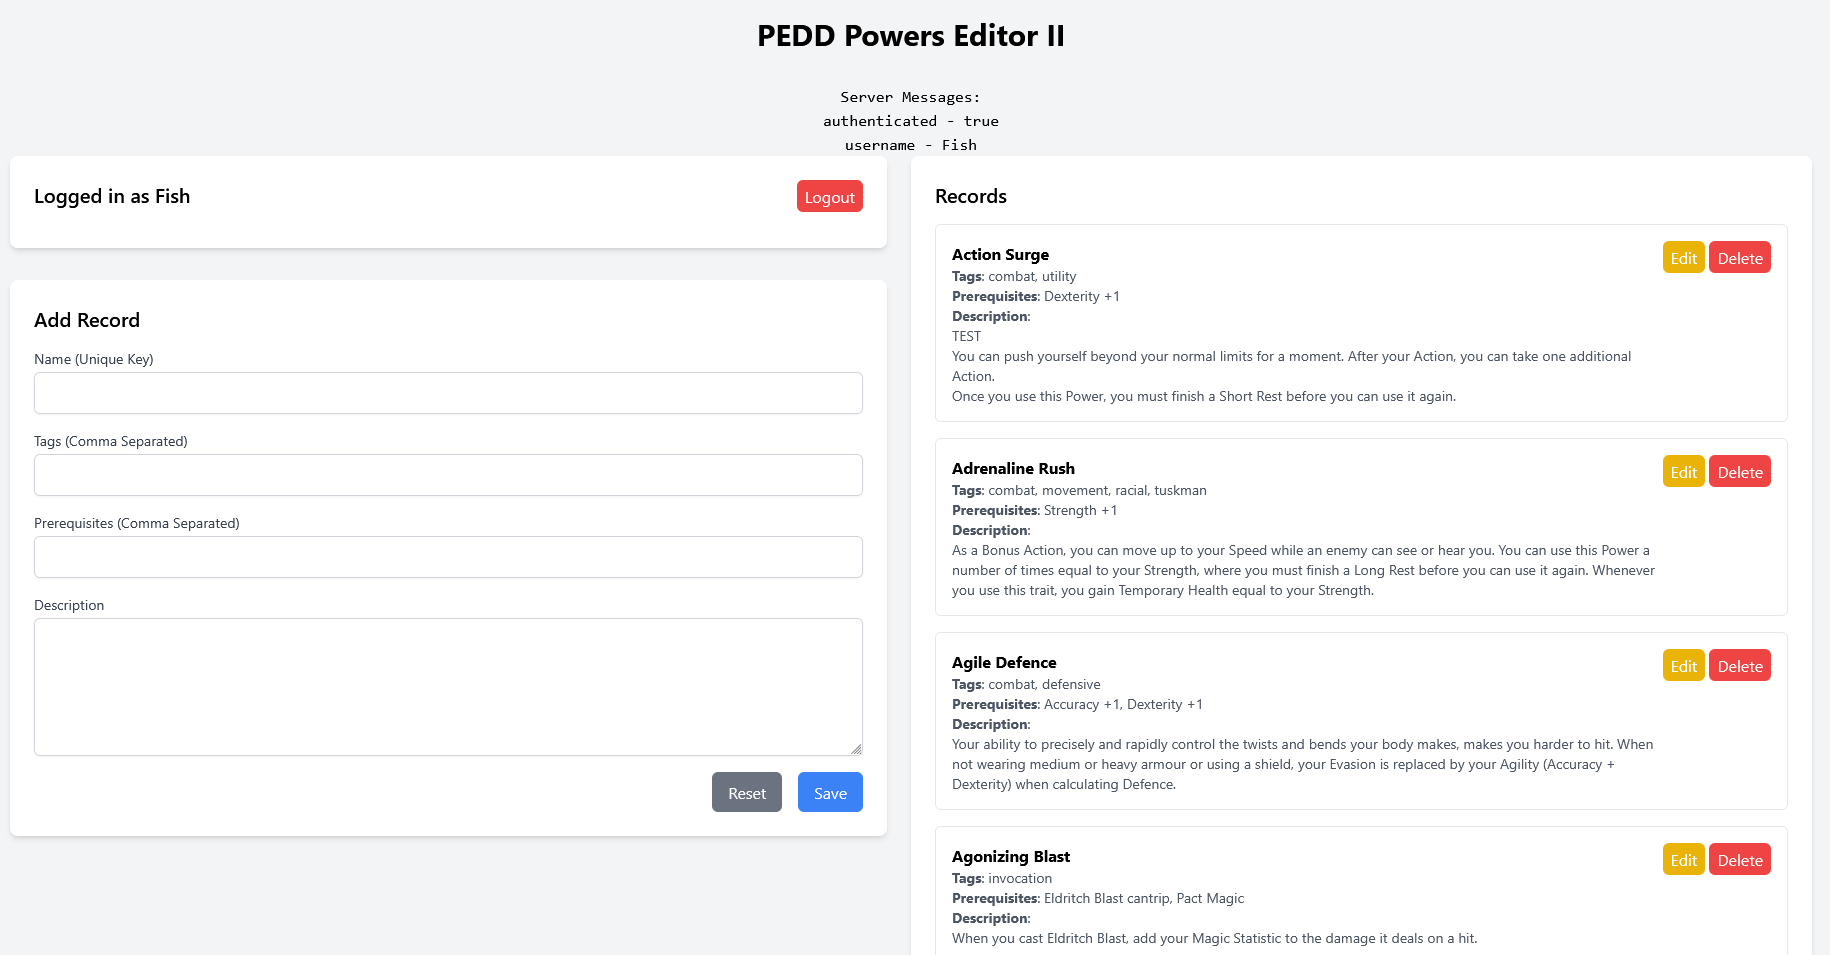 PEDD Powers Editor II
Server Messages:
authenticated - true
username - Fish
Logged in as Fish
Logout
Add Record
Name (Unique Key)
Tags (Comma Separated)
Prerequisites (Comma Separated)
Description
Reset
Save
Records
Action Surge
Edit
Delete
Tags: combat, utility
Prerequisites: Dexterity +1
Description:
TEST
You can push yourself beyond your normal limits for a moment. After your Action, you can take one additional
Action.
Once you use this Power, you must finish a Short Rest before you can use it again.
Adrenaline Rush
Edit
Delete
Tags: combat, movement, racial, tuskman
Prerequisites: Strength +1
Description:
As a Bonus Action, you can move up to your Speed while an enemy can see or hear you. You can use this Power a
number of times equal to your Strength, where you must finish a Long Rest before you can use it again. Whenever
you use this trait, you gain Temporary Health equal to your Strength.
Agile Defence
Edit
Delete
Tags: combat, defensive
Prerequisites: Accuracy +1, Dexterity +1
Description:
Your ability to precisely and rapidly control the twists and bends your body makes, makes you harder to hit. When
not wearing medium or heavy armour or using a shield, your Evasion is replaced by your Agility (Accuracy +
Dexterity) when calculating Defence.
Agonizing Blast
Edit
Delete
Tags: invocation
Prerequisites: Eldritch Blast cantrip, Pact Magic
Description:
When you cast Eldritch Blast, add your Magic Statistic to the damage it deals on a hit.